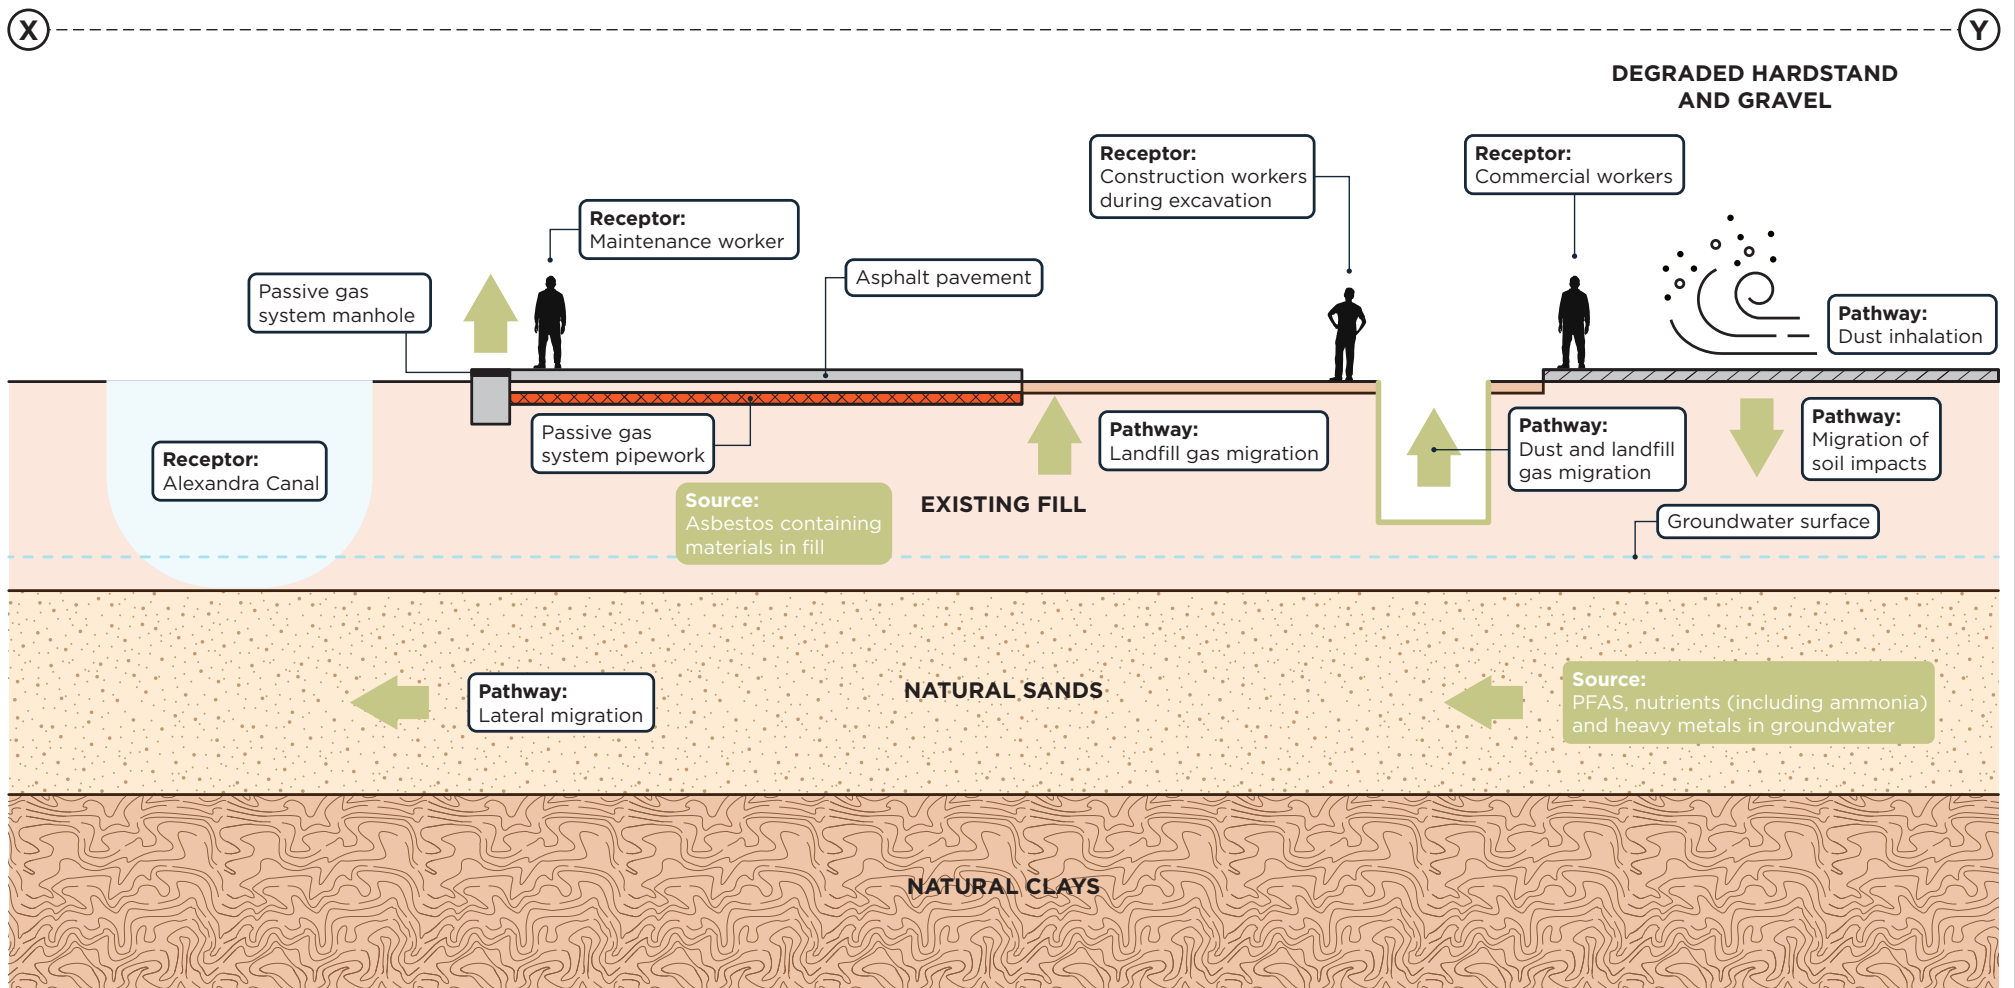 X
Y
DEGRADED HARDSTAND
AND GRAVEL
Receptor:
Construction workers
during excavation
Receptor:
Commercial workers
Receptor:
Maintenance worker
Passive gas
system manhole
Asphalt pavement
Pathway:
Dust inhalation
Receptor:
Alexandra Canal
Passive gas
system pipework
Pathway:
Landfill gas migration
Pathway:
Dust and landfill
gas migration
Pathway:
Migration of
soil impacts
Source:
Asbestos containing
materials in fill
EXISTING FILL
Groundwater surface
Pathway:
Lateral migration
NATURAL SANDS
Source:
PFAS, nutrients (including ammonia)
and heavy metals in groundwater
NATURAL CLAYS